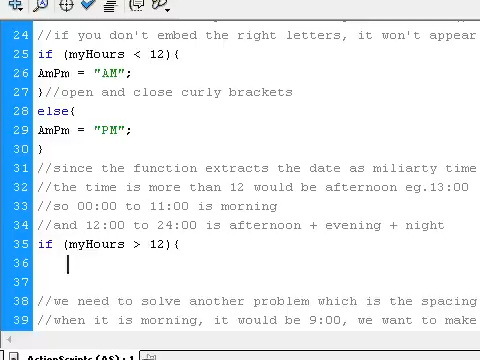 24 //if you don't embed the right letters, it won't appear
25 if (myHours < 12){
26 AmPm = "AM";
27 }//open and close curly brackets
28 else{
29 AmPm = "PM";
30 }
31 //since the function extracts the date as miliarty time
32 //the time is more than 12 would be afternoon eg.13:00
33 //so 00:00 to 11:00 is morning
34 //and 12:00 to 24:00 is afternoon + evening + night
35 if (myHours > 12){
36
37
38 //we need to solve another problem which is the spacing
39 //when it is morning, it would be 9:00, we want to make
ActionScripts (AS) : 1